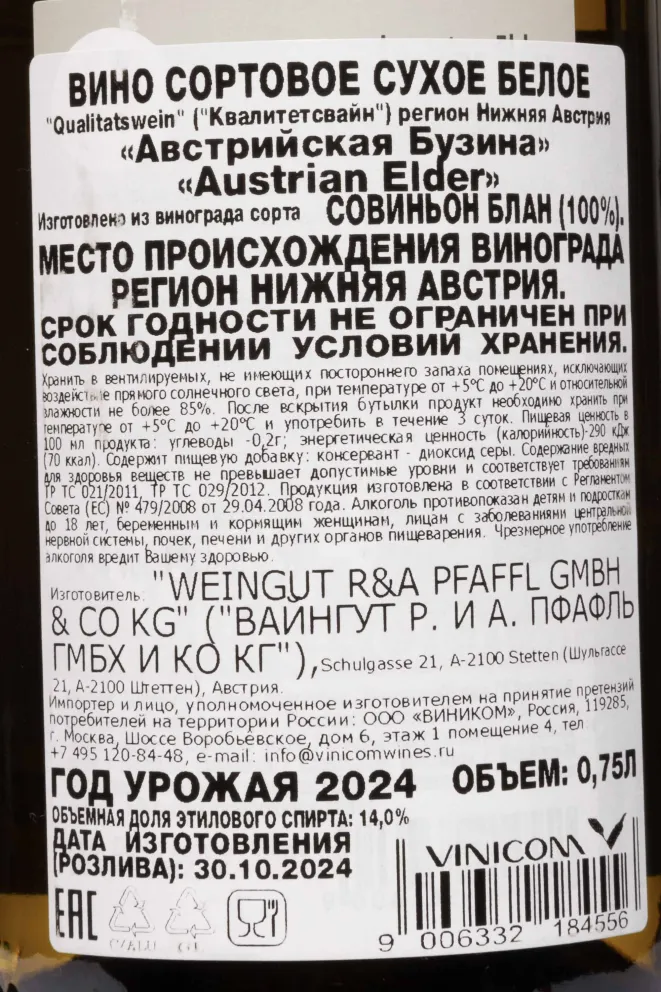 ВИНО СОРТОВОЕ СУХОЕ БЕЛОЕ
"Qualitatswein" ("Квалитетсвайн") регион Нижняя Австрия
«Австрийская Бузина»
«Austrian Elder»
Изготовлено из винограда сорта СОВИНЬОН БЛАН (100%).
МЕСТО ПРОИСХОЖДЕНИЯ ВИНОГРАДА
РЕГИОН НИЖНЯЯ АВСТРИЯ.
СРОК ГОДНОСТИ НЕ ОГРАНИЧЕН ПРИ
СОБЛЮДЕНИИ УСЛОВИЙ ХРАНЕНИЯ.
Хранить в вентилируемых, не имеющих постороннего запаха помещениях, исключающих
воздействие прямого солнечного света, при температуре от +5°С до +20°С и относительной
влажности не более 85%. После вскрытия бутылки продукт необходимо хранить при
температуре от +5°С до +20°С и употребить в течение 3 суток. Пищевая ценность в
100 мл продукта: углеводы -0,2г; энергетическая ценность (калорийность)-290 кДж
(70 ккал). Содержит пищевую добавку: консервант - диоксид серы. Содержание вредных
для здоровья веществ не превышает допустимые уровни и соответствует требованиям
ТР ТС 021/2011, ТР ТС 029/2012. Продукция изготовлена в соответствии с Регламентом
Совета (ЕС) № 479/2008 от 29.04.2008 года. Алкоголь противопоказан детям и подросткам
до 18 лет, беременным и кормящим женщинам, лицам с заболеваниями центральной
нервной системы, почек, печени и других органов пищеварения. Чрезмерное употребление
алкоголя вредит Вашему здоровью.
Изготовитель: "WEINGUT R&A PFAFFL GMBH
& CO KG" ("ВАЙНГУТ Р. И А. ПФАФЛЬ
ГМБХ И КО КГ"), Schulgasse 21, A-2100 Stetten (Шульгассе
21, А-2100 Штеттен), Австрия.
Импортер и лицо, уполномоченное изготовителем на принятие претензий
потребителей на территории России: ООО «ВИНИКОМ», Россия, 119285,
г. Москва, Шоссе Воробьёвское, дом 6, этаж 1 помещение 4, тел
+7 495 120-84-48, e-mail: info@vinicomwines.ru
ГОД УРОЖАЯ 2024 ОБЪЕМ: 0,75Л
ОБЪЕМНАЯ ДОЛЯ ЭТИЛОВОГО СПИРТА: 14,0%
ДАТА ИЗГОТОВЛЕНИЯ
(РОЗЛИВА): 30.10.2024
VINICOM
EAC
9 006332 184556